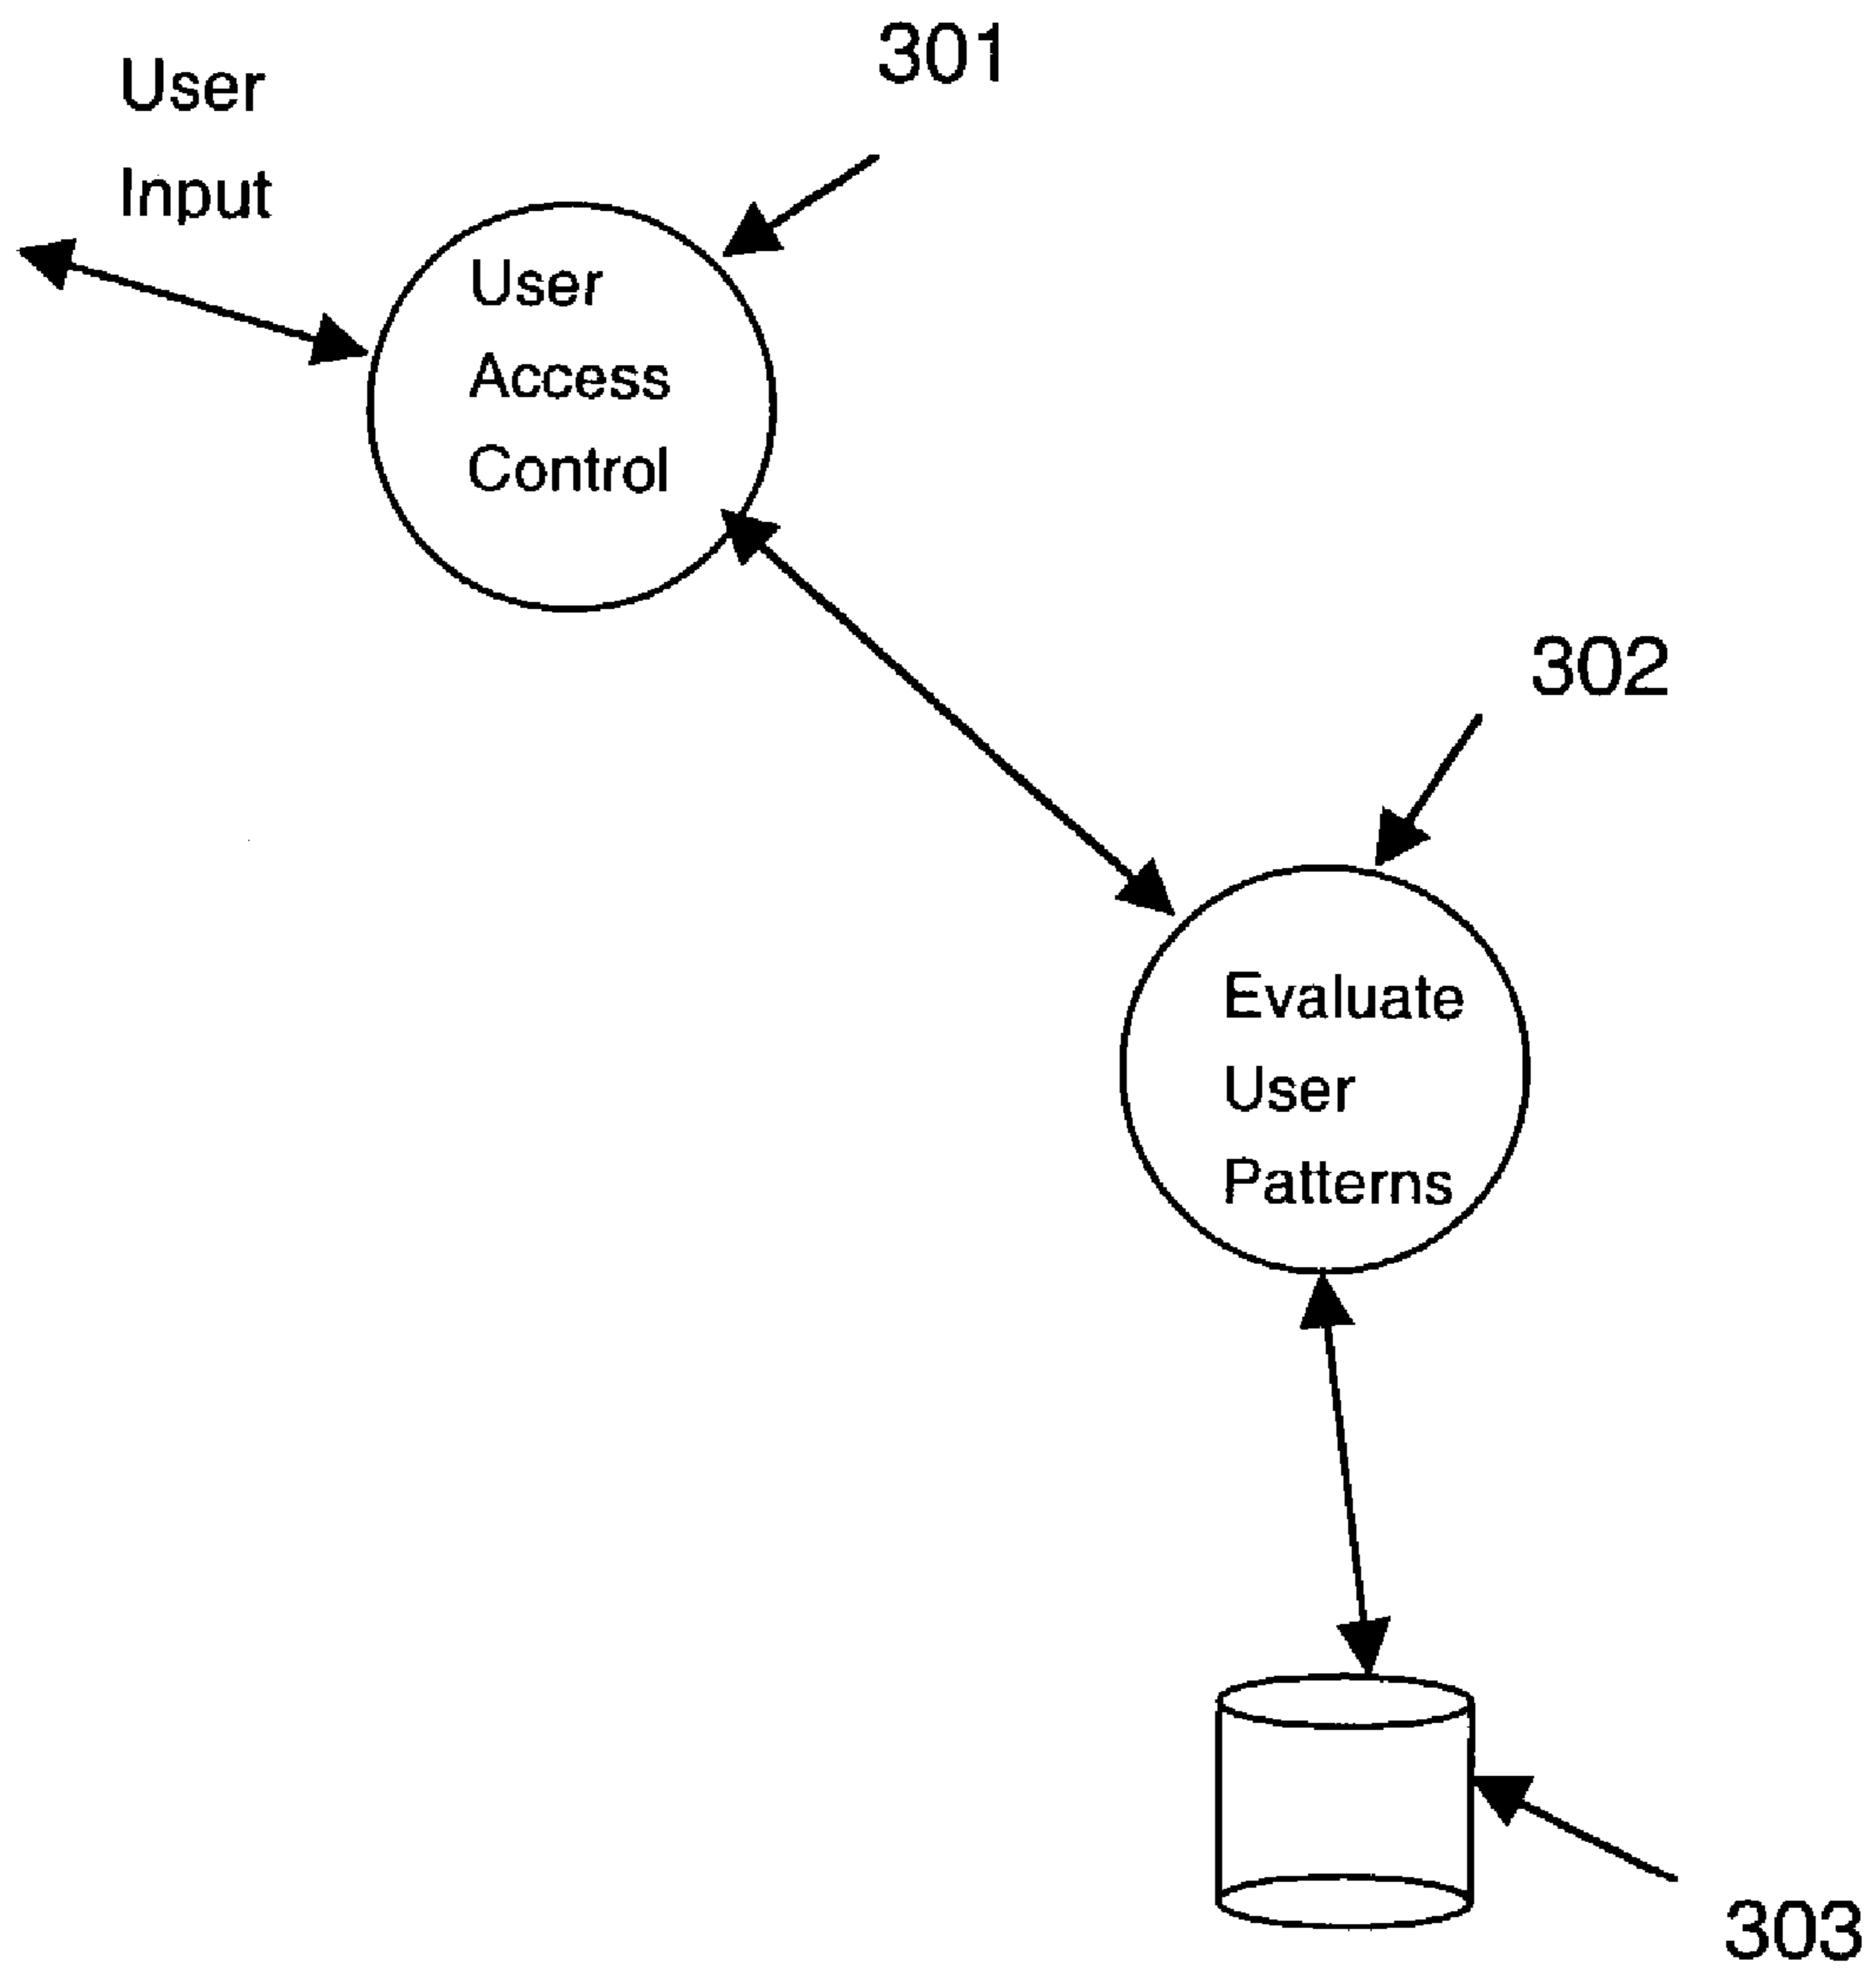 301
User
Input
User
Access
Control
302
Evaluate
User
Patterns
303